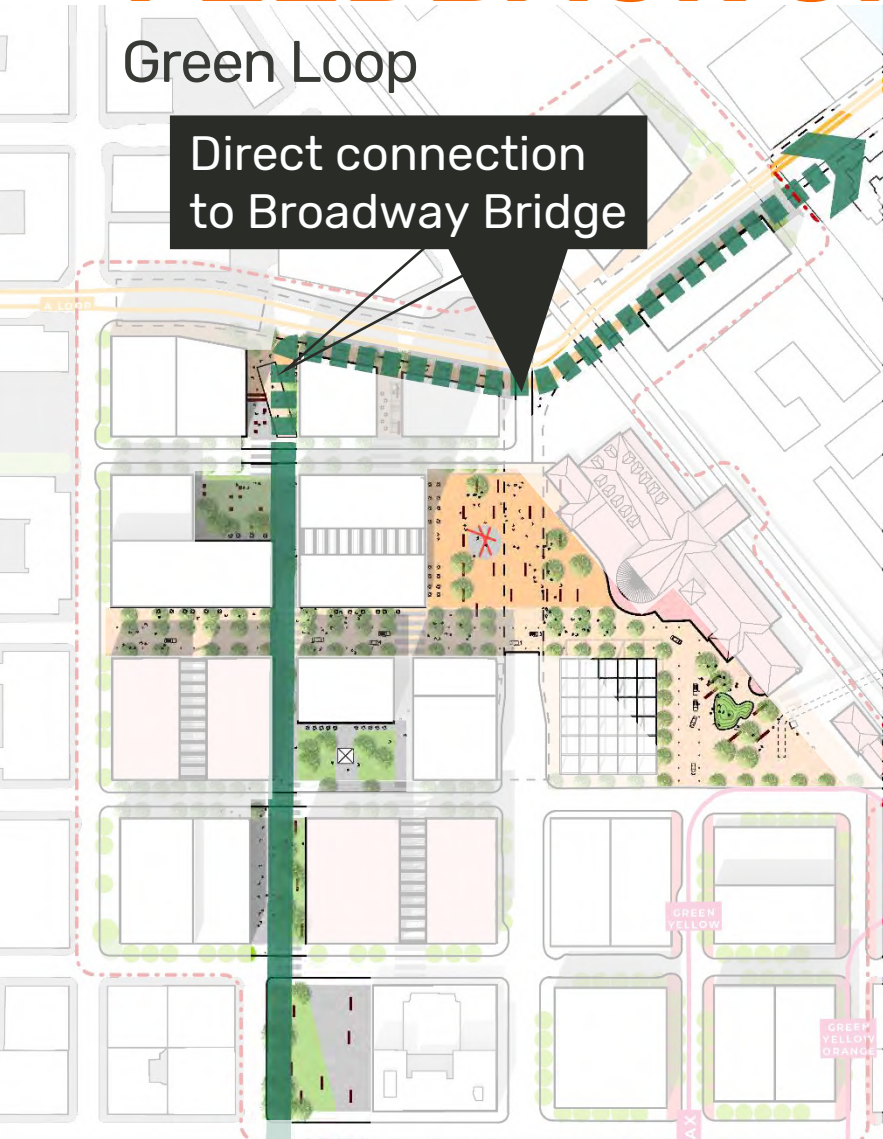 Green Loop
Direct connection
to Broadway Bridge
A LOOP
GREEN
YELLOW
GREEN
YELLOW
ORANGE